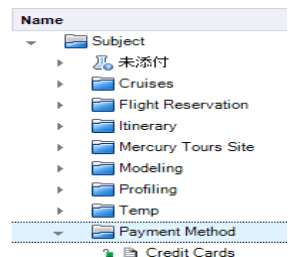 Name
Subject
未添付
Cruises
Flight Reservation
Itinerary
Mercury Tours Site
Modeling
Profiling
Temp
Payment Method
Credit Cards